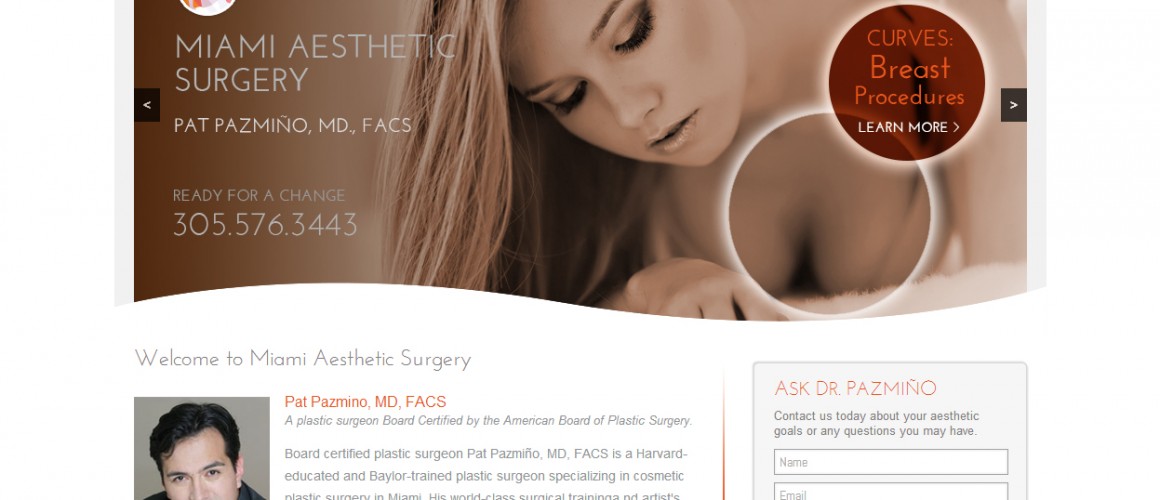 MIAMI AESTHETIC
SURGERY
PAT PAZMIÑO, MD., FACS
READY FOR A CHANGE
305.576.3443
<
CURVES:
Breast
Procedures
LEARN MORE >
>
Welcome to Miami Aesthetic Surgery
Pat Pazmino, MD, FACS
A plastic surgeon Board Certified by the American Board of Plastic Surgery.
Board certified plastic surgeon Pat Pazmiño, MD, FACS is a Harvard-
educated and Baylor-trained plastic surgeon specializing in cosmetic
plastic surgery in Miami. His world-class surgical traininga nd artist's
ASK DR. PAZMIÑO
Contact us today about your aesthetic
goals or any questions you may have.
Name
Email